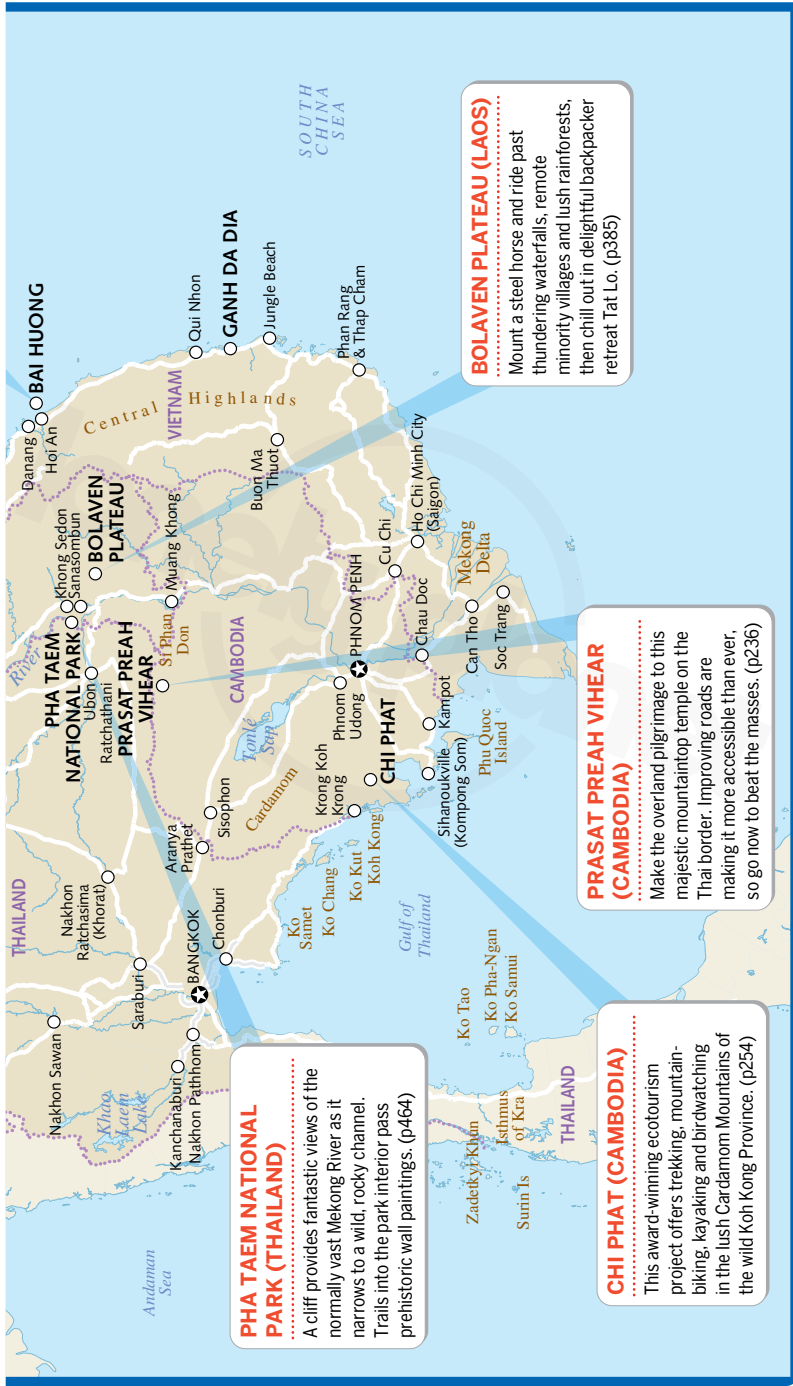 THAILAND
Nakhon Sawan
Khao
Laem
Lake
Kanchanaburi
Nakhon Pathhom
Saraburi
BANGKOK
Chonburi
Nakhon
Ratchasima
(Khorat)
Aranya
Prathet
Sisophon
River
PHA TAEM
NATIONAL PARK
Ubon
Ratchathani
PRASAT PREAH
VIHEAR
Khong Sedon
Sanasombun
BOLAVEN
PLATEAU
Si Phan
Don
Muang Khong
Danang
Hoi An
BAI HUONG
Central Highlands
VIETNAM
Qui Nhon
GANH DA DIA
Jungle Beach
Buon Ma
Thuot
Phan Rang
& Thap Cham
SOUTH
CHINA
SEA
CAMBODIA
Tonlé
Sap
Cardamom
Phnom
Udong
PHNOM PENH
Krong Koh
Krong
CHI PHAT
Cu Chi
Ho Chi Minh City
(Saigon)
Chau Doc
Mekong
Delta
Can Tho
Soc Trang
Kampot
Sihanoukville
(Kompong Som)
Phu Quoc
Island
Ko
Samet
Ko Chang
Ko Kut
Koh Kong
Gulf of
Thailand
Ko Tao
Ko Pha-Ngan
Ko Samui
Zadetkyi Khun
Isthmus
of Kra
Surin Is
THAILAND
Andaman
Sea
PHA TAEM NATIONAL
PARK (THAILAND)
A cliff provides fantastic views of the
normally vast Mekong River as it
narrows to a wild, rocky channel.
Trails into the park interior pass
prehistoric wall paintings. (p464)
BOLAVEN PLATEAU (LAOS)
Mount a steel horse and ride past
thundering waterfalls, remote
minority villages and lush rainforests,
then chill out in delightful backpacker
retreat Tat Lo. (p385)
PRASAT PREAH VIHEAR
(CAMBODIA)
Make the overland pilgrimage to this
majestic mountaintop temple on the
Thai border. Improving roads are
making it more accessible than ever,
so go now to beat the masses. (p236)
CHI PHAT (CAMBODIA)
This award-winning ecotourism
project offers trekking, mountain-
biking, kayaking and birdwatching
in the lush Cardamom Mountains of
the wild Koh Kong Province. (p254)